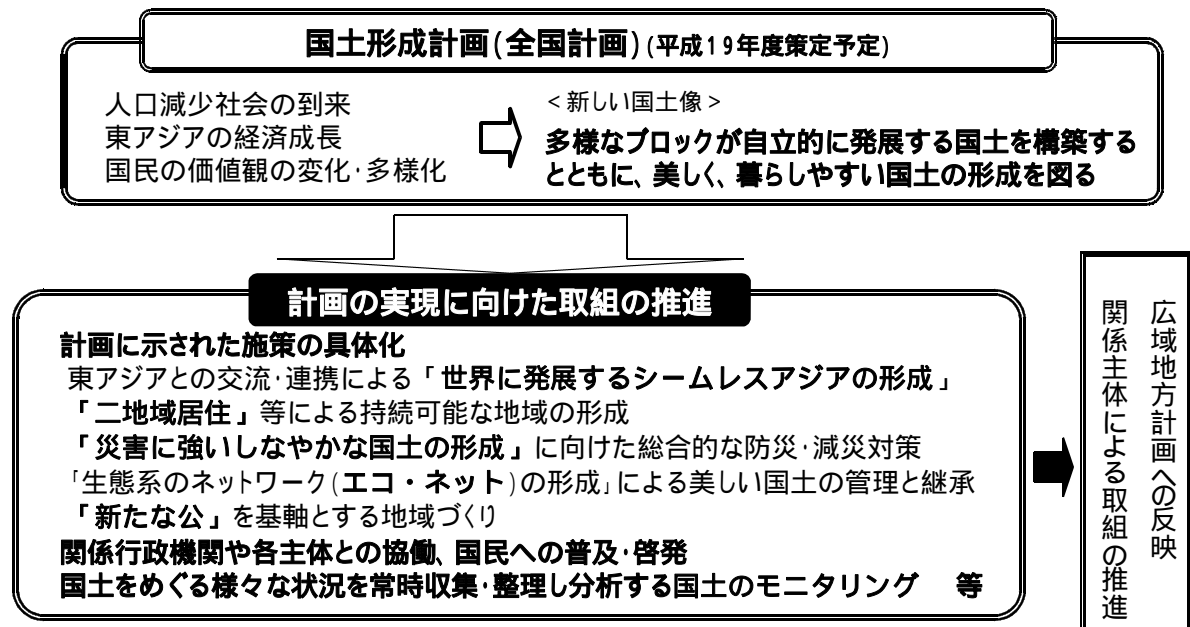 国土形成計画(全国計画)(平成19年度策定予定)
人口減少社会の到来
東アジアの経済成長
国民の価値観の変化・多様化
<新しい国土像>
多様なブロックが自立的に発展する国土を構築する
とともに、美しく、暮らしやすい国土の形成を図る
計画の実現に向けた取組の推進
計画に示された施策の具体化
東アジアとの交流・連携による「世界に発展するシームレスアジアの形成」
「二地域居住」等による持続可能な地域の形成
「災害に強いしなやかな国土の形成」に向けた総合的な防災・減災対策
「生態系のネットワーク(エコ・ネット)の形成」による美しい国土の管理と継承
「新たな公」を基軸とする地域づくり
関係行政機関や各主体との協働、国民への普及・啓発
国土をめぐる様々な状況を常時収集・整理し分析する国土のモニタリング 等
広域地方計画への反映
関係主体による取組の推進